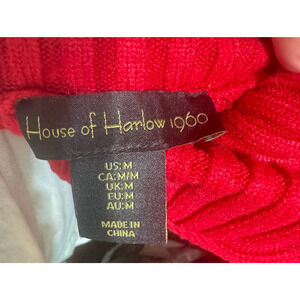 House of Harlow 1960
US:M
CA:M/M
UK:M
EU:M
AU:M
MADE IN
CHINA